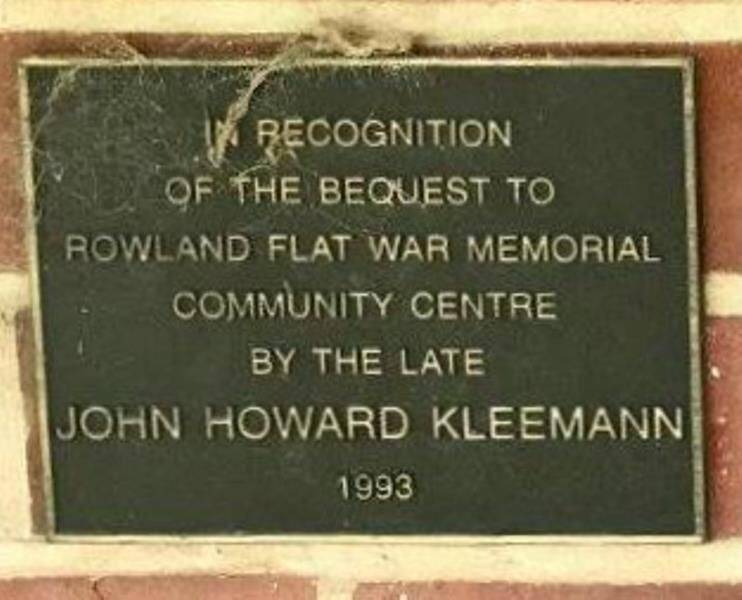 IN RECOGNITION
OF THE BEQUEST TO
ROWLAND FLAT WAR MEMORIAL
COMMUNITY CENTRE
BY THE LATE
JOHN HOWARD KLEEMANN
1993